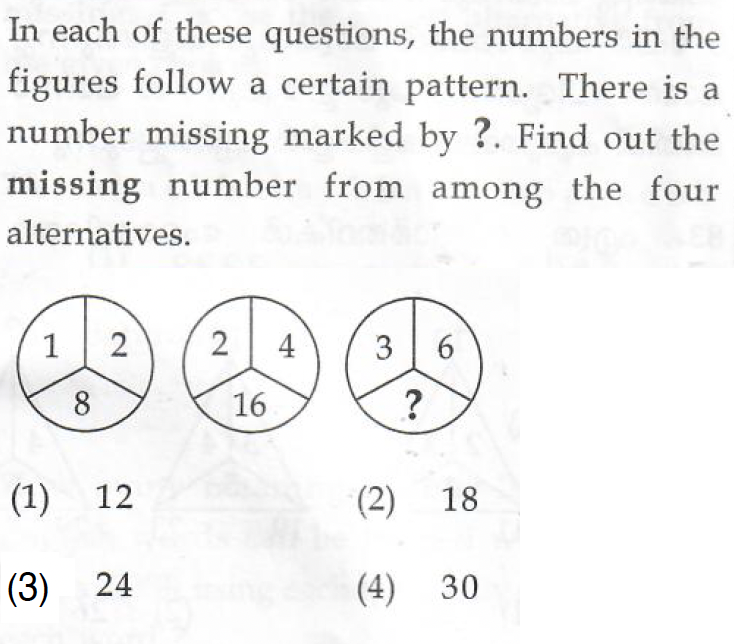 In each of these questions, the numbers in the
figures follow a certain pattern. There is a
number missing marked by ?. Find out the
missing number from among the four
alternatives.
1 2 2 4 3 6
8 16 ?
(1) 12 (2) 18
(3) 24 (4) 30